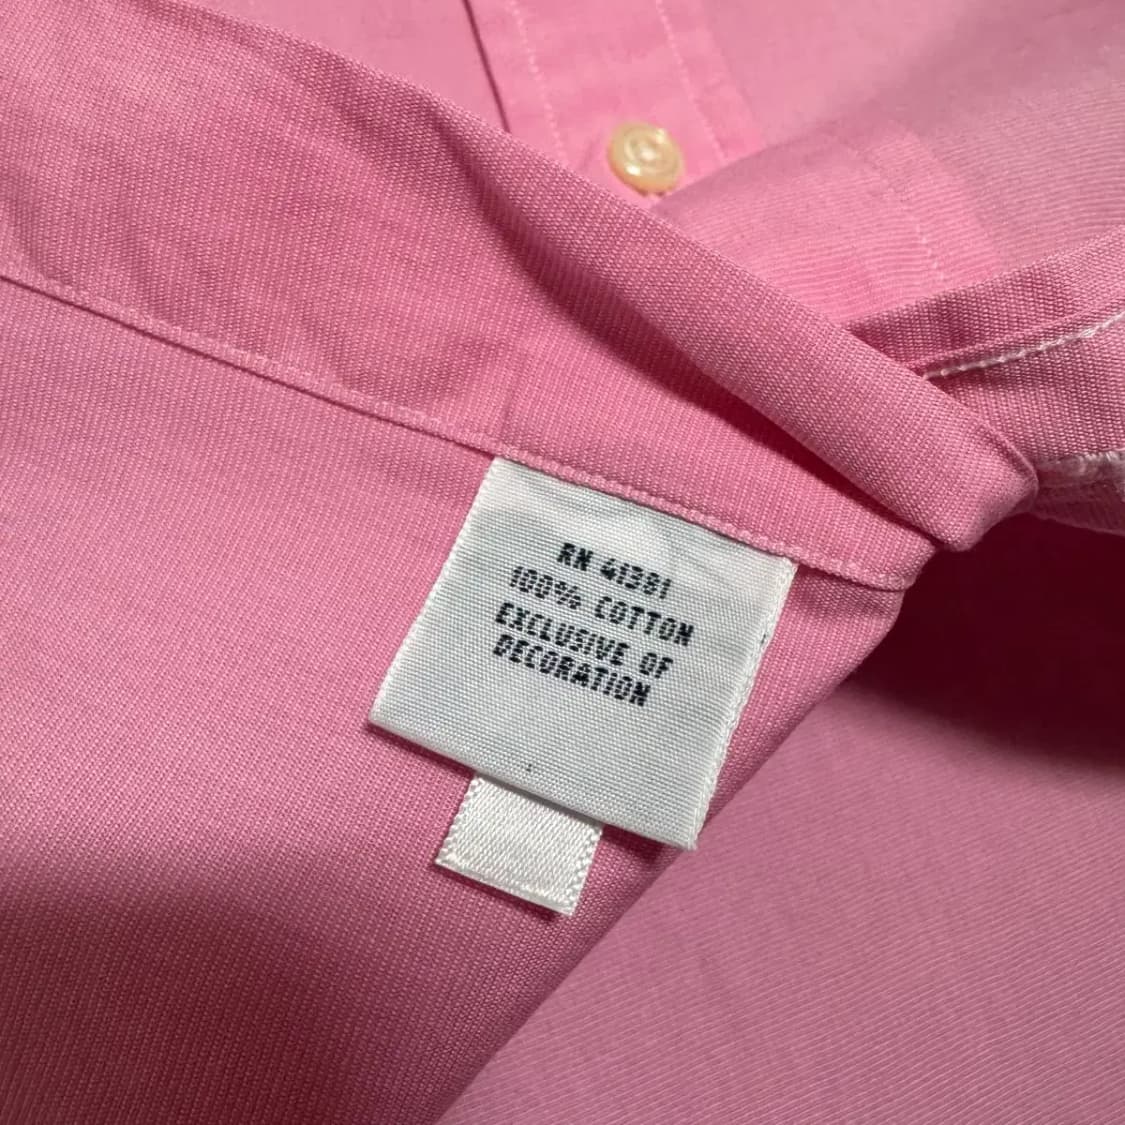 RN 41381
100% COTTON
EXCLUSIVE OF
DECORATION